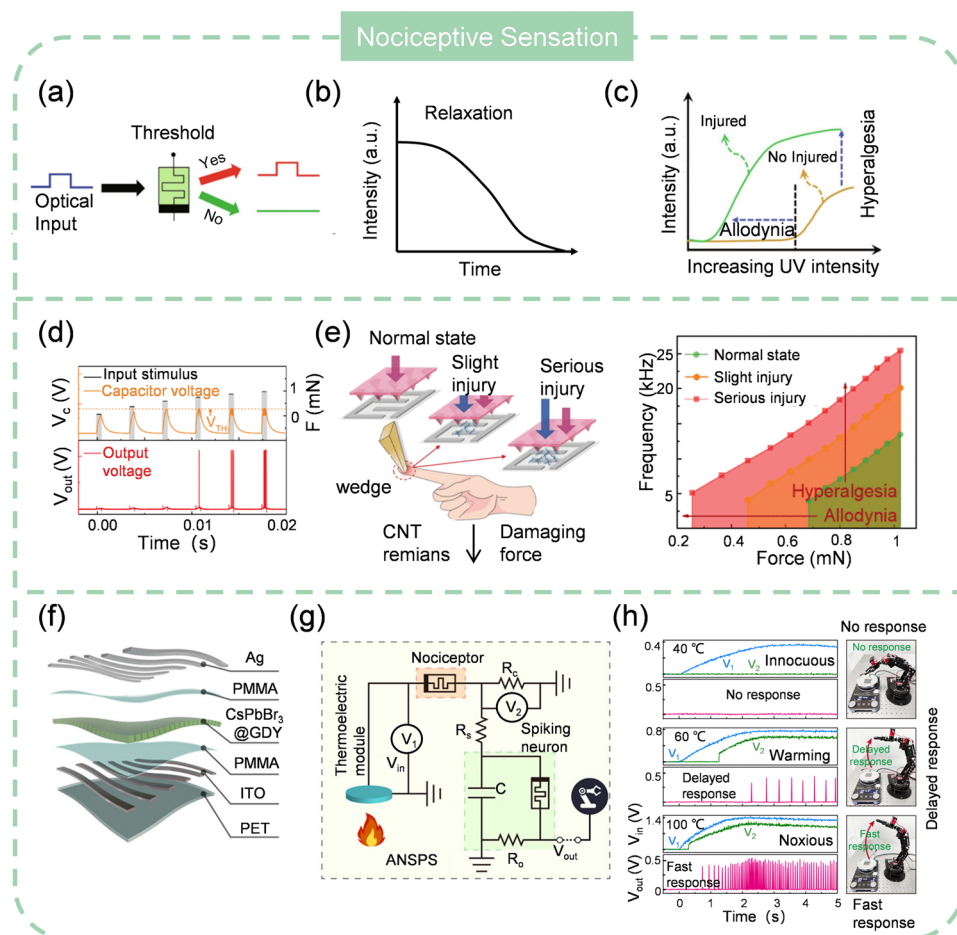 Nociceptive Sensation
(a)
Threshold
Yes
No
Optical
Input
(b)
Relaxation
Intensity (a.u.)
Time
(c)
Injured
No Injured
Allodynia
Hyperalgesia
Intensity (a.u.)
Increasing UV intensity
(d)
Input stimulus
Capacitor voltage
VTH
Vc (V)
F (mN)
1
0
Output
voltage
Vout (V)
0.00
0.01
0.02
Time (s)
(e)
Normal state
Slight
injury
Serious
injury
wedge
CNT
remians
Damaging
force
Normal state
Slight injury
Serious injury
Hyperalgesia
Allodynia
Frequency (kHz)
25
20
5
0.2
0.4
0.6
0.8
1
Force (mN)
(f)
Ag
PMMA
CsPbBr3
@GDY
PMMA
ITO
PET
(g)
Nociceptor
Thermoelectric
module
V1
Vin
Rc
V2
Rs
Spiking
neuron
C
Vout
ANSPS
(h)
No response
0.4
40 ℃
V1
V2
Innocuous
No response
0.5
No response
0.8
60 ℃
V1
V2
Warming
0.5
Delayed
response
Delayed
response
Delayed response
1.4
100 ℃
V1
V2
Noxious
Vin (V)
0.5
Fast
response
Fast
response
Vout (V)
0
1
2
3
4
5
Time (s)
Fast
response